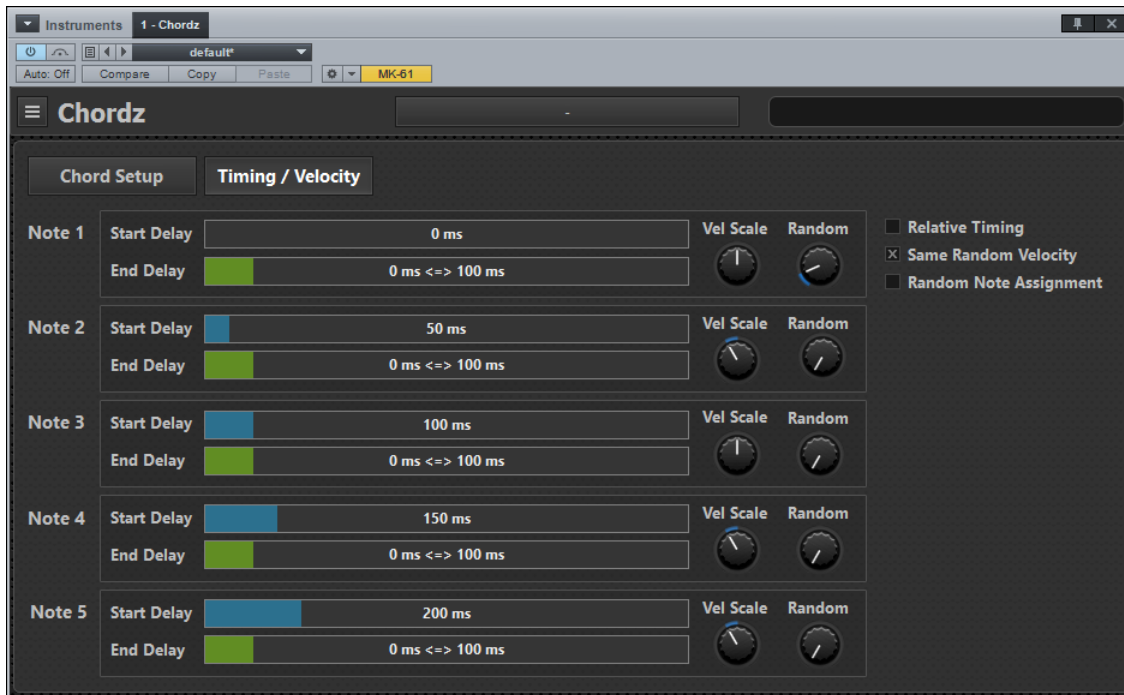 Instruments 1 - Chordz
default*
Auto: Off Compare Copy Paste MK-61
Chordz -
Chord Setup Timing / Velocity
Note 1 Start Delay 0 ms Vel Scale Random
End Delay 0 ms <=> 100 ms
Relative Timing
Same Random Velocity
Random Note Assignment
Note 2 Start Delay 50 ms Vel Scale Random
End Delay 0 ms <=> 100 ms
Note 3 Start Delay 100 ms Vel Scale Random
End Delay 0 ms <=> 100 ms
Note 4 Start Delay 150 ms Vel Scale Random
End Delay 0 ms <=> 100 ms
Note 5 Start Delay 200 ms Vel Scale Random
End Delay 0 ms <=> 100 ms